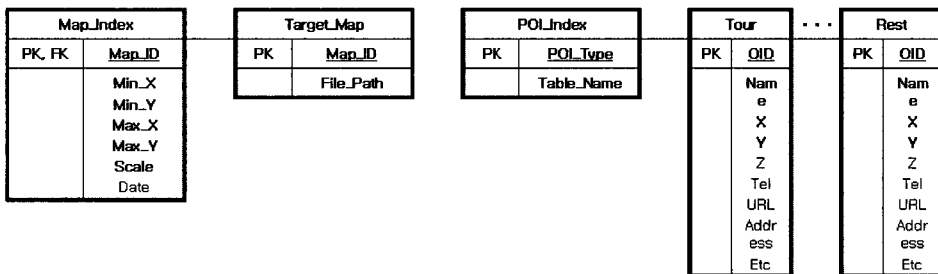 Map_Index
PK, FK Map_ID
Min_X
Min_Y
Max_X
Max_Y
Scale
Date
Target_Map
PK Map_ID
File_Path
POI_Index
PK POI_Type
Table_Name
Tour
PK OID
Nam
e
X
Y
Z
Tel
URL
Addr
ess
Etc
...
Rest
PK OID
Nam
e
X
Y
Z
Tel
URL
Addr
ess
Etc